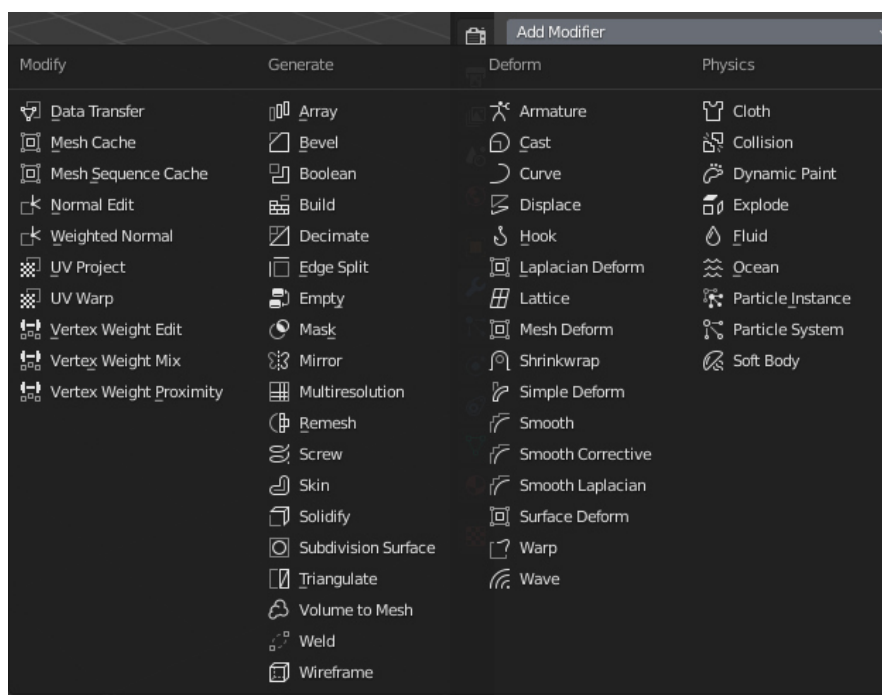 Add Modifier
Modify
Data Transfer
Mesh Cache
Mesh Sequence Cache
Normal Edit
Weighted Normal
UV Project
UV Warp
Vertex Weight Edit
Vertex Weight Mix
Vertex Weight Proximity
Generate
Array
Bevel
Boolean
Build
Decimate
Edge Split
Empty
Mask
Mirror
Multiresolution
Remesh
Screw
Skin
Solidify
Subdivision Surface
Triangulate
Volume to Mesh
Weld
Wireframe
Deform
Armature
Cast
Curve
Displace
Hook
Laplacian Deform
Lattice
Mesh Deform
Shrinkwrap
Simple Deform
Smooth
Smooth Corrective
Smooth Laplacian
Surface Deform
Warp
Wave
Physics
Cloth
Collision
Dynamic Paint
Explode
Fluid
Ocean
Particle Instance
Particle System
Soft Body